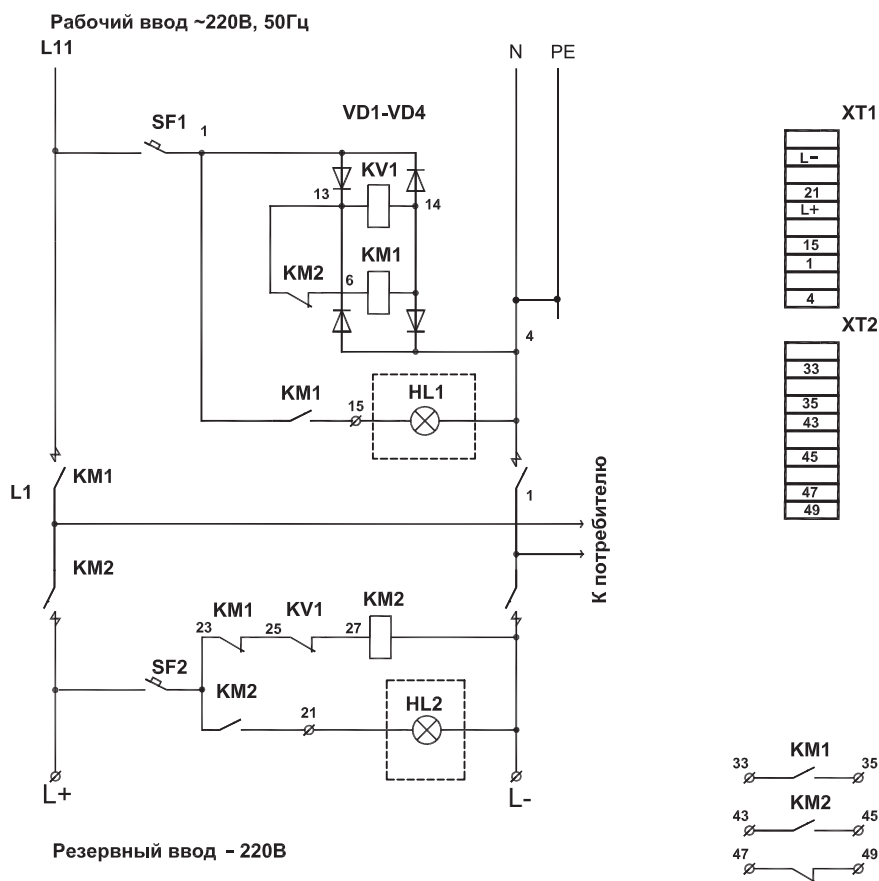 Рабочий ввод ~220В, 50Гц
L11
N PE
SF1 1
VD1-VD4
13 KV1 14
KM2 6 KM1
4
KM1 15 HL1
L1 KM1 1
К потребителю
KM2
23 KM1 25 KV1 27 KM2
SF2 KM2 21 HL2
L+ L-
Резервный ввод - 220В
XT1
L-
21
L+
15
1
4
XT2
33
35
43
45
47
49
33 KM1 35
43 KM2 45
47 49